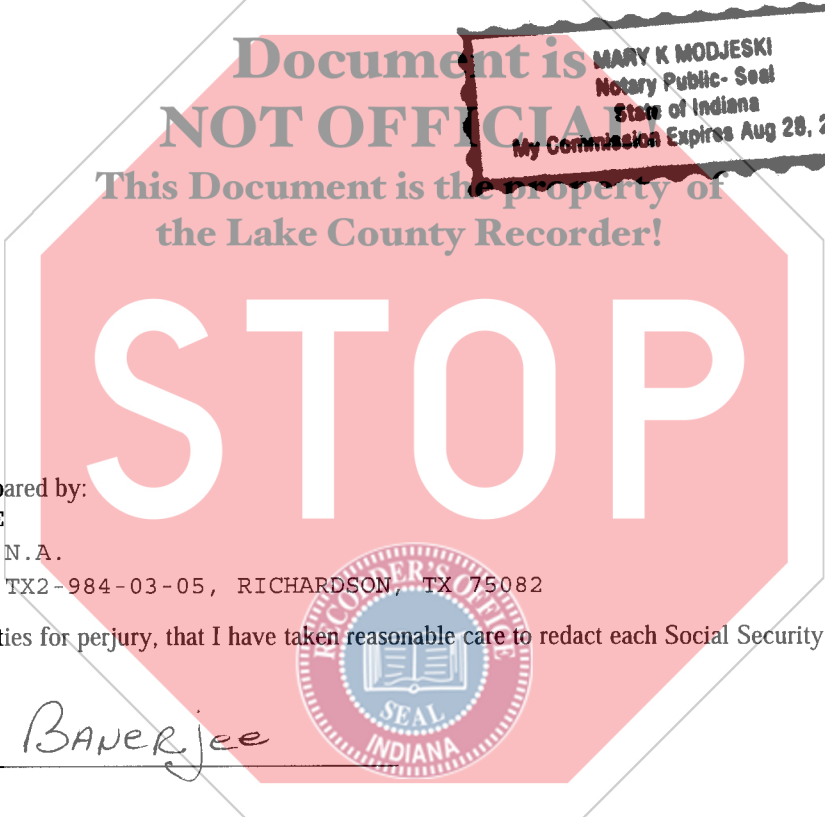 Document is
NOT OFFICIAL
This Document is the property of
the Lake County Recorder!
MARY K MODJESKI
Notary Public- Seal
State of Indiana
My Commission Expires Aug 28, 2
STOP
pared by:
E
N.A.
TX2-984-03-05, RICHARDSON, TX 75082
ties for perjury, that I have taken reasonable care to redact each Social Security
RECORDER'S OFFICE
SEAL
INDIANA
BANERjee